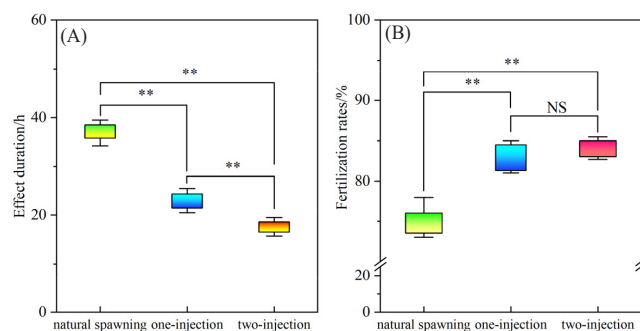 (A)
Effect duration/h
60
40
20
0
**
**
**
natural spawning one-injection two-injection
(B)
Fertilization rates/%
100
90
80
20
0
**
**
NS
natural spawning one-injection two-injection